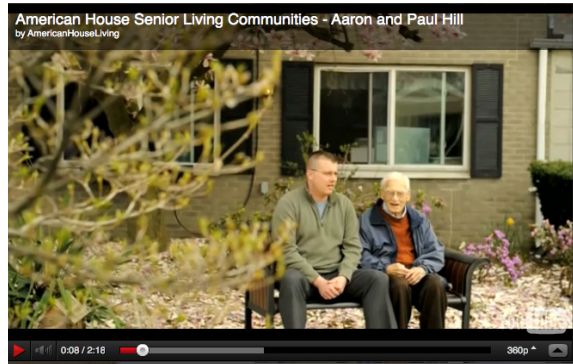 American House Senior Living Communities - Aaron and Paul Hill
by AmericanHouseLiving
0:08 / 2:18
360p